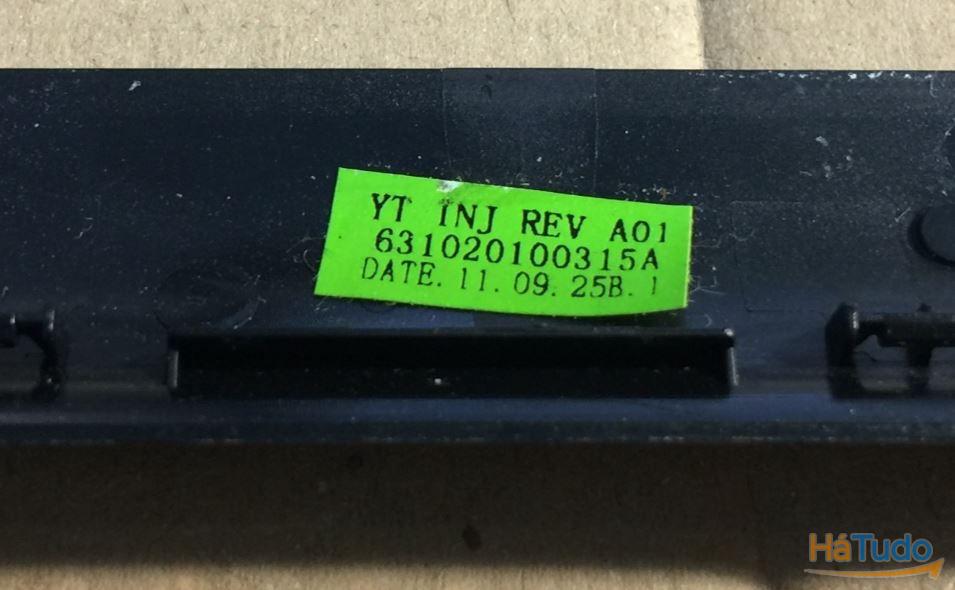 YT INJ REV A01
631020100315A
DATE. 11. 09. 25B. 1
HáTudo